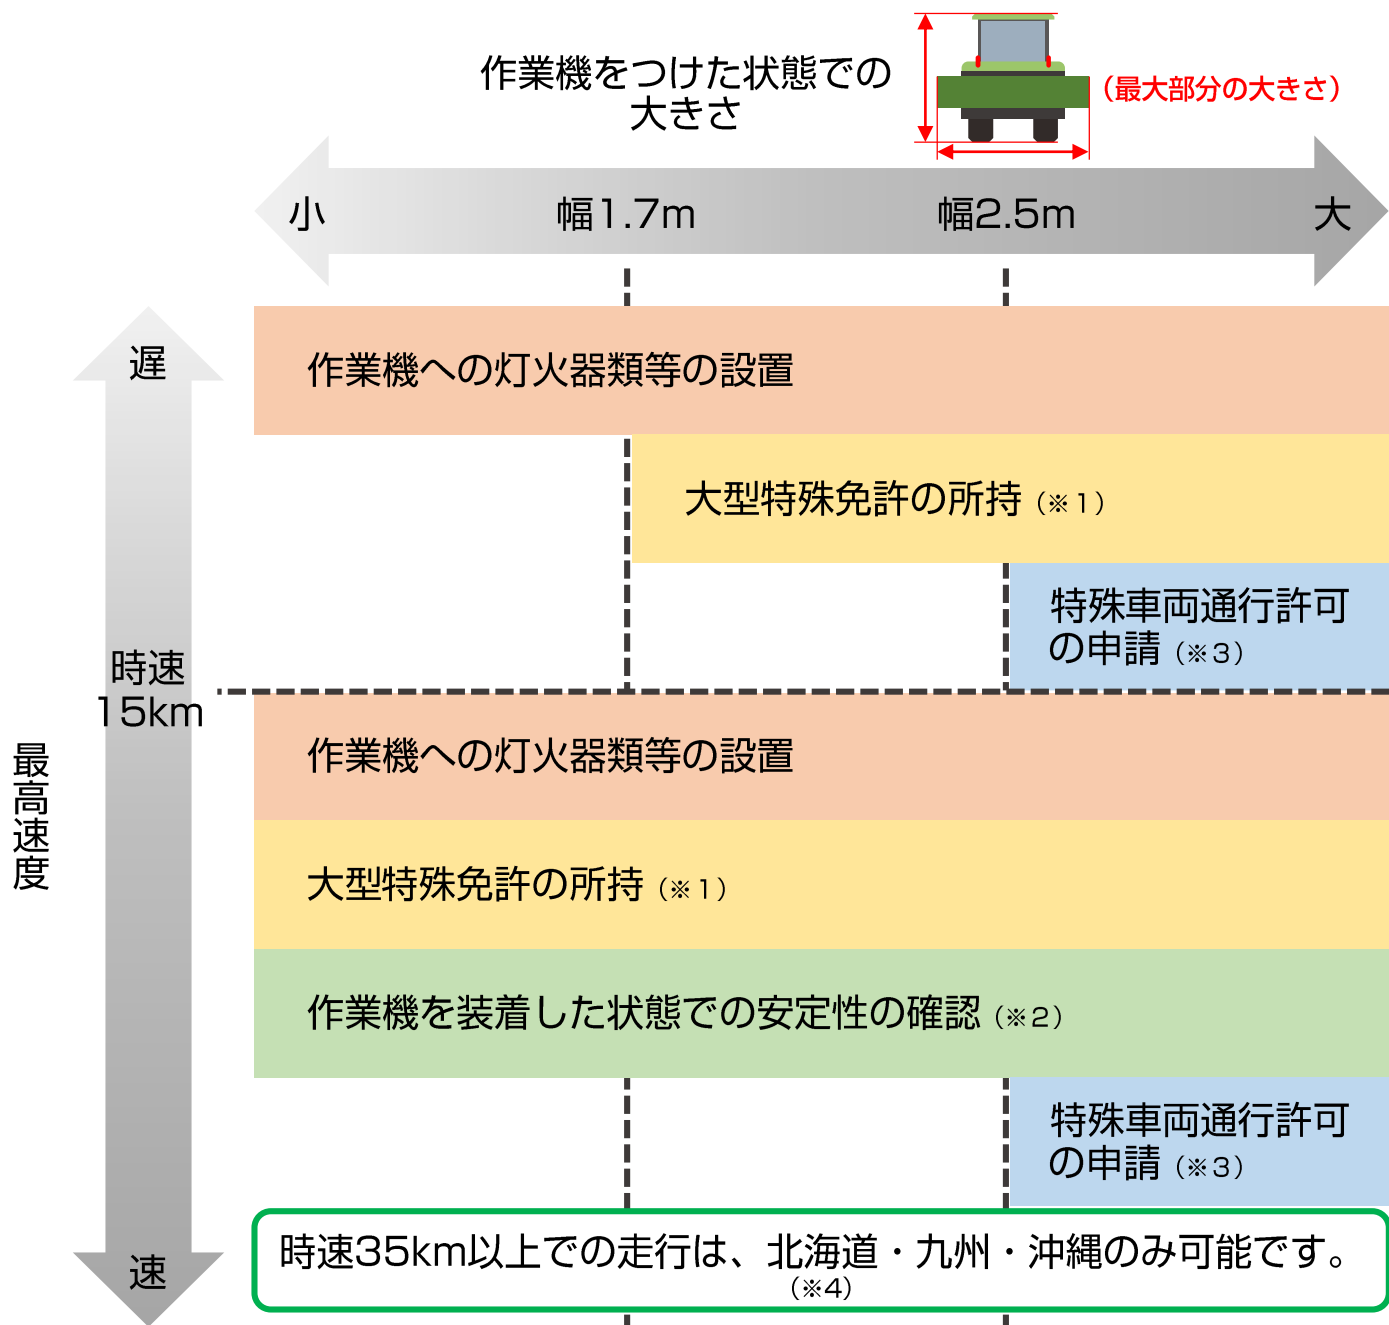 作業機をつけた状態での
大きさ
（最大部分の大きさ）
小
幅1.7m
幅2.5m
大
遅
作業機への灯火器類等の設置
大型特殊免許の所持（※１）
特殊車両通行許可
の申請（※３）
時速
15km
最高速度
作業機への灯火器類等の設置
大型特殊免許の所持（※１）
作業機を装着した状態での安定性の確認（※２）
特殊車両通行許可
の申請（※３）
速
時速35km以上での走行は、北海道・九州・沖縄のみ可能です。
（※4）